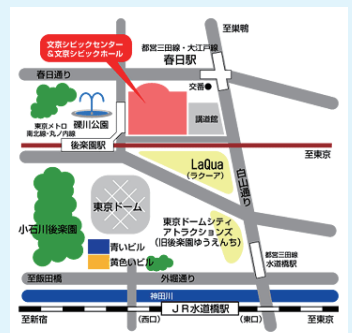 至巣鴨
文京シビックセンター
&文京シビックホール
都営三田線・大江戸線
春日駅
春日通り
交番
礫川公園
講道館
東京メトロ
南北線・丸ノ内線
後楽園駅
至東京
LaQua
(ラクーア)
白山通り
東京ドーム
小石川後楽園
東京ドームシティ
アトラクションズ
(旧後楽園ゆうえんち)
青いビル
黄色いビル
都営三田線
水道橋駅
至飯田橋
外堀通り
神田川
JR水道橋駅
至新宿
(西口)
(東口)
至東京